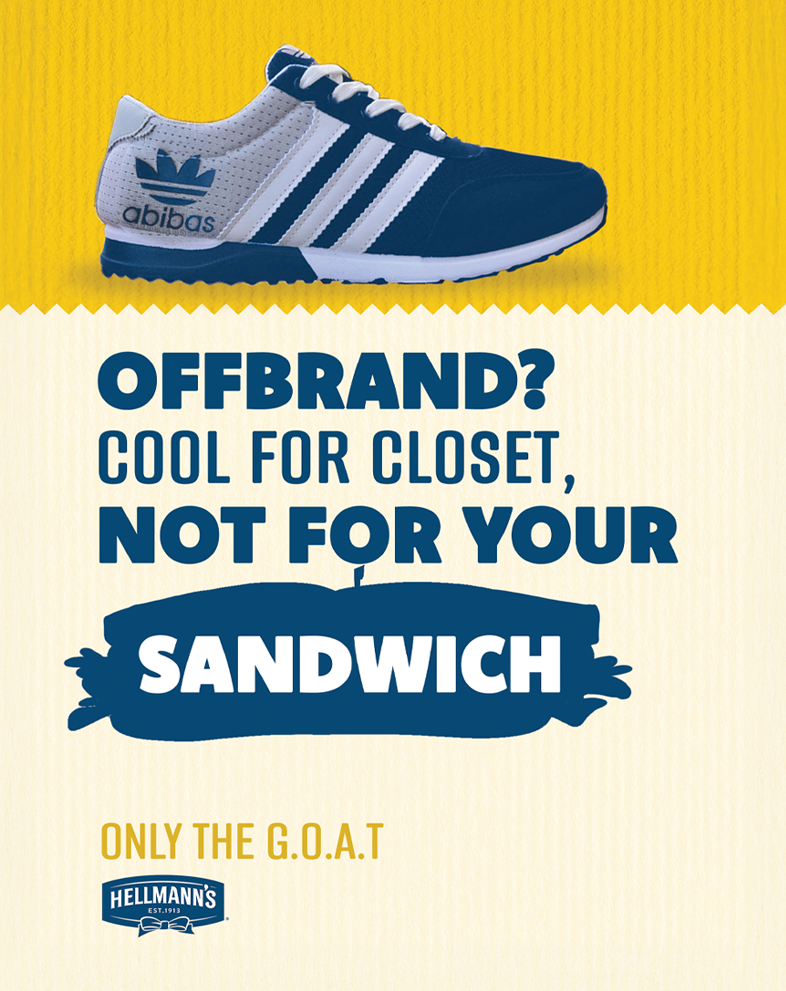 abibas
OFFBRAND?
COOL FOR CLOSET,
NOT FOR YOUR
SANDWICH
ONLY THE G.O.A.T
HELLMANN'S
EST.1913